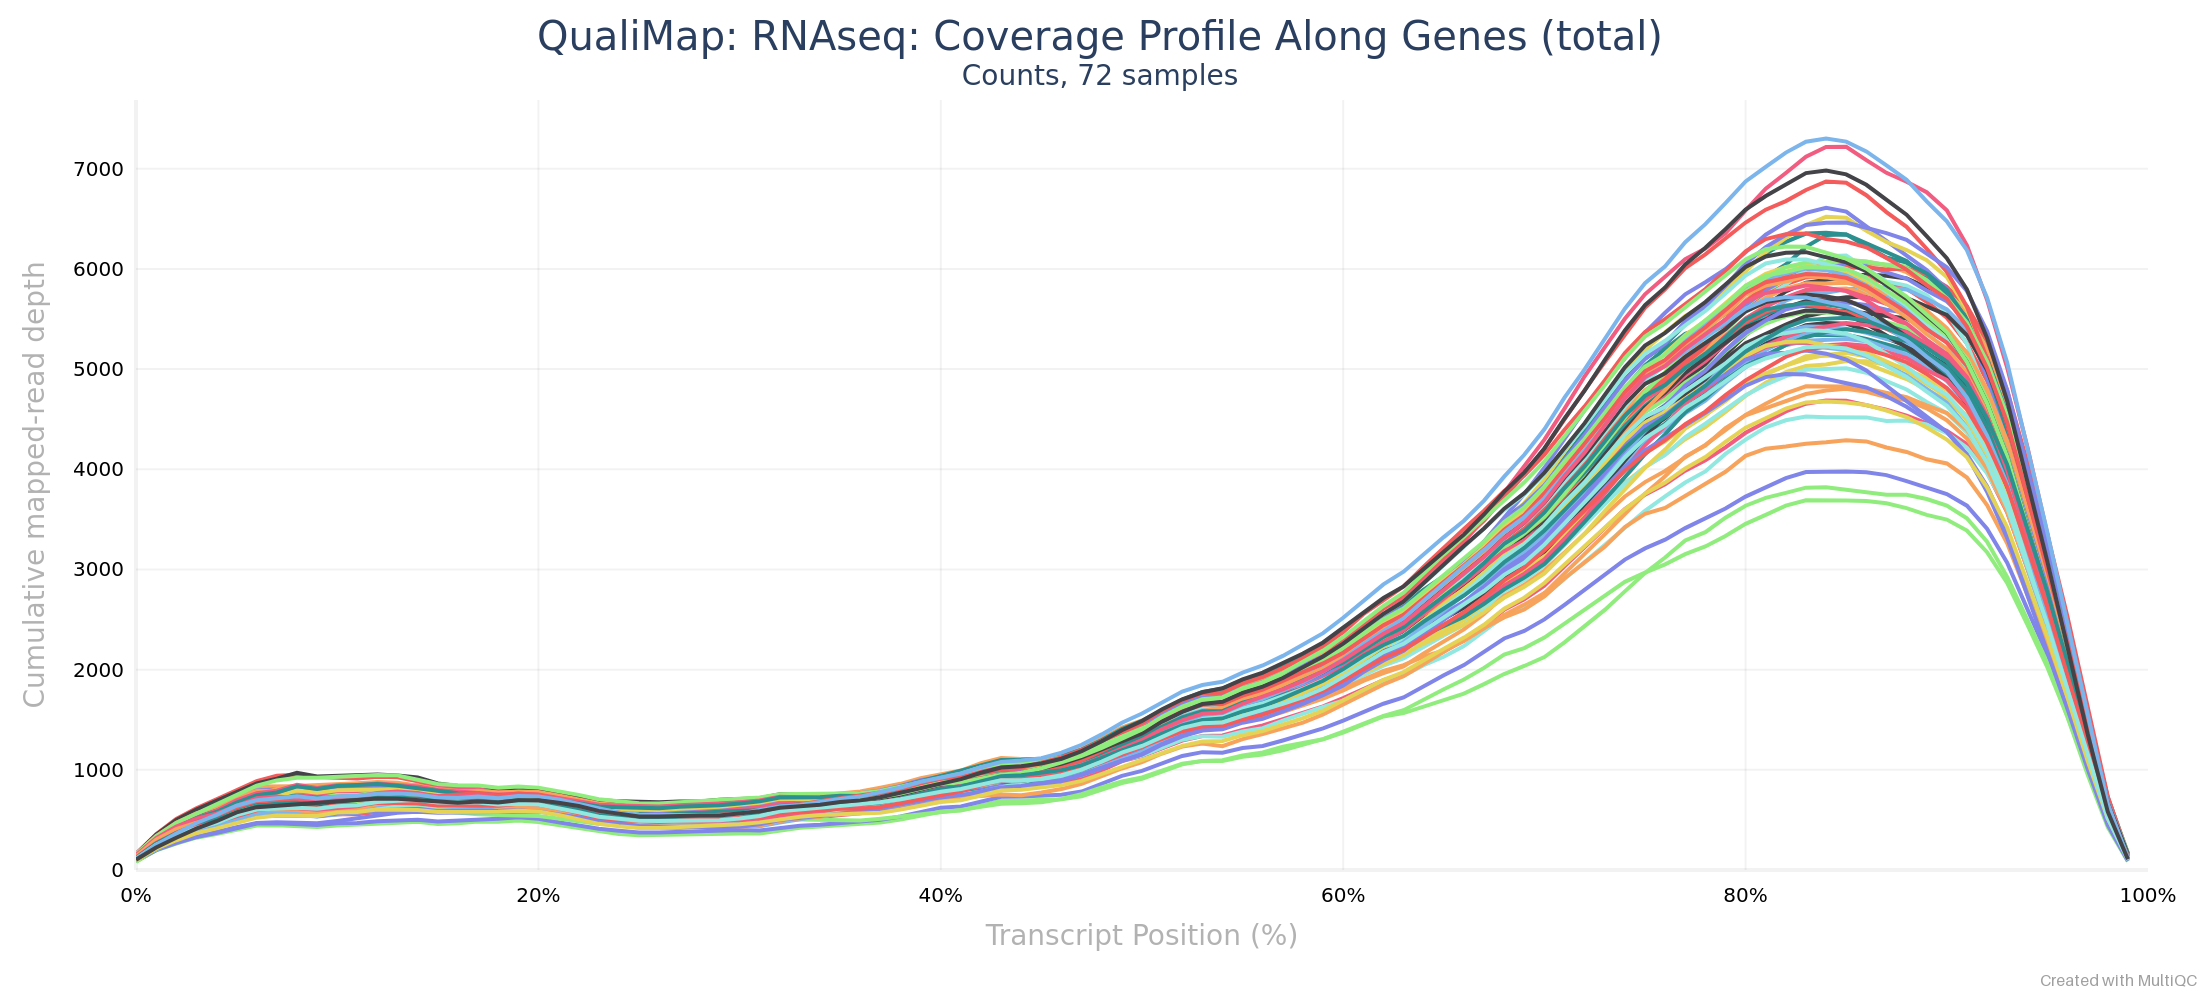 QualiMap: RNAseq: Coverage Profile Along Genes (total)
Counts, 72 samples
Cumulative mapped-read depth
7000
6000
5000
4000
3000
2000
1000
0
0%
20%
40%
60%
80%
100%
Transcript Position (%)
Created with MultiQC